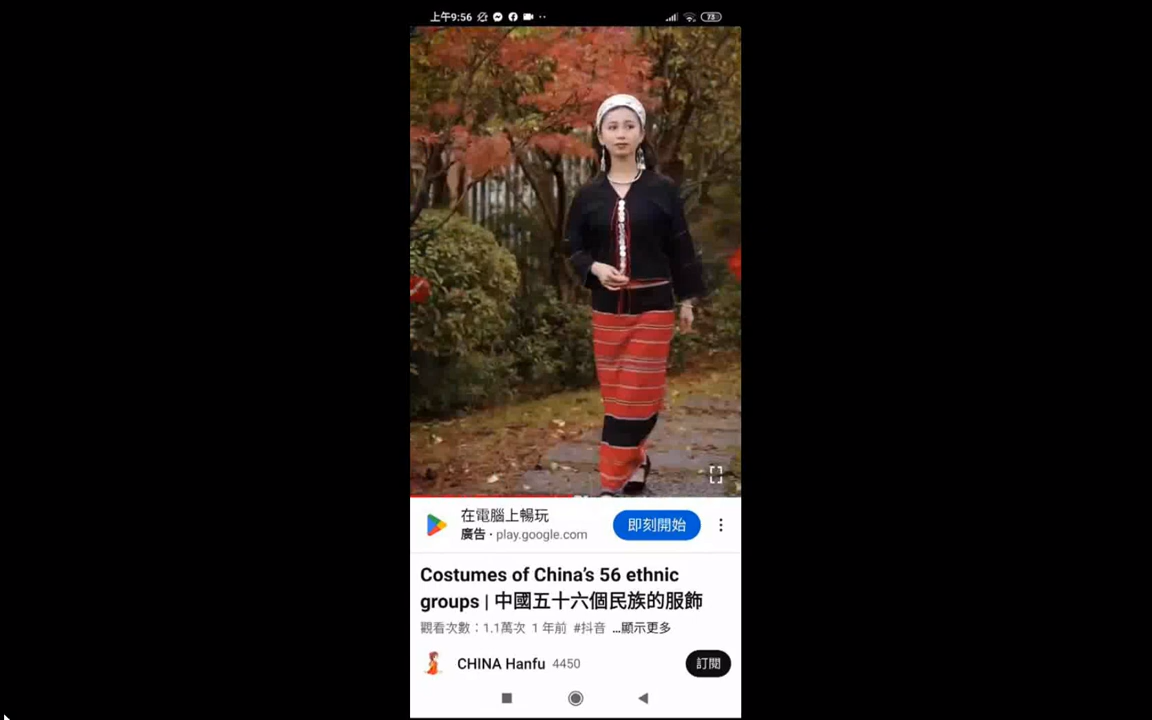 上午9:56
73
在電腦上暢玩
廣告 · play.google.com
即刻開始
Costumes of China's 56 ethnic
groups | 中國五十六個民族的服飾
觀看次數：1.1萬次 1 年前 #抖音 ...顯示更多
CHINA Hanfu 4450
訂閱